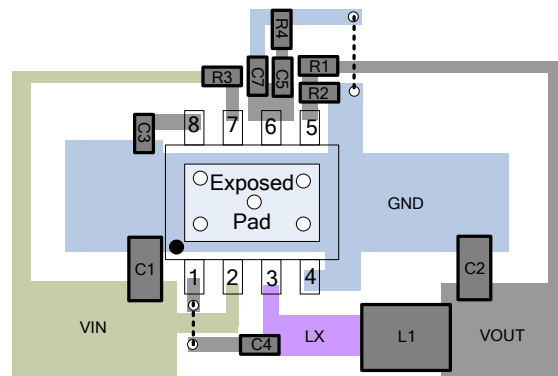 R4
R3
C7
C5
R1
R2
C3
8
7
6
5
Exposed
Pad
GND
C1
1
2
3
4
C2
VIN
C4
LX
L1
VOUT